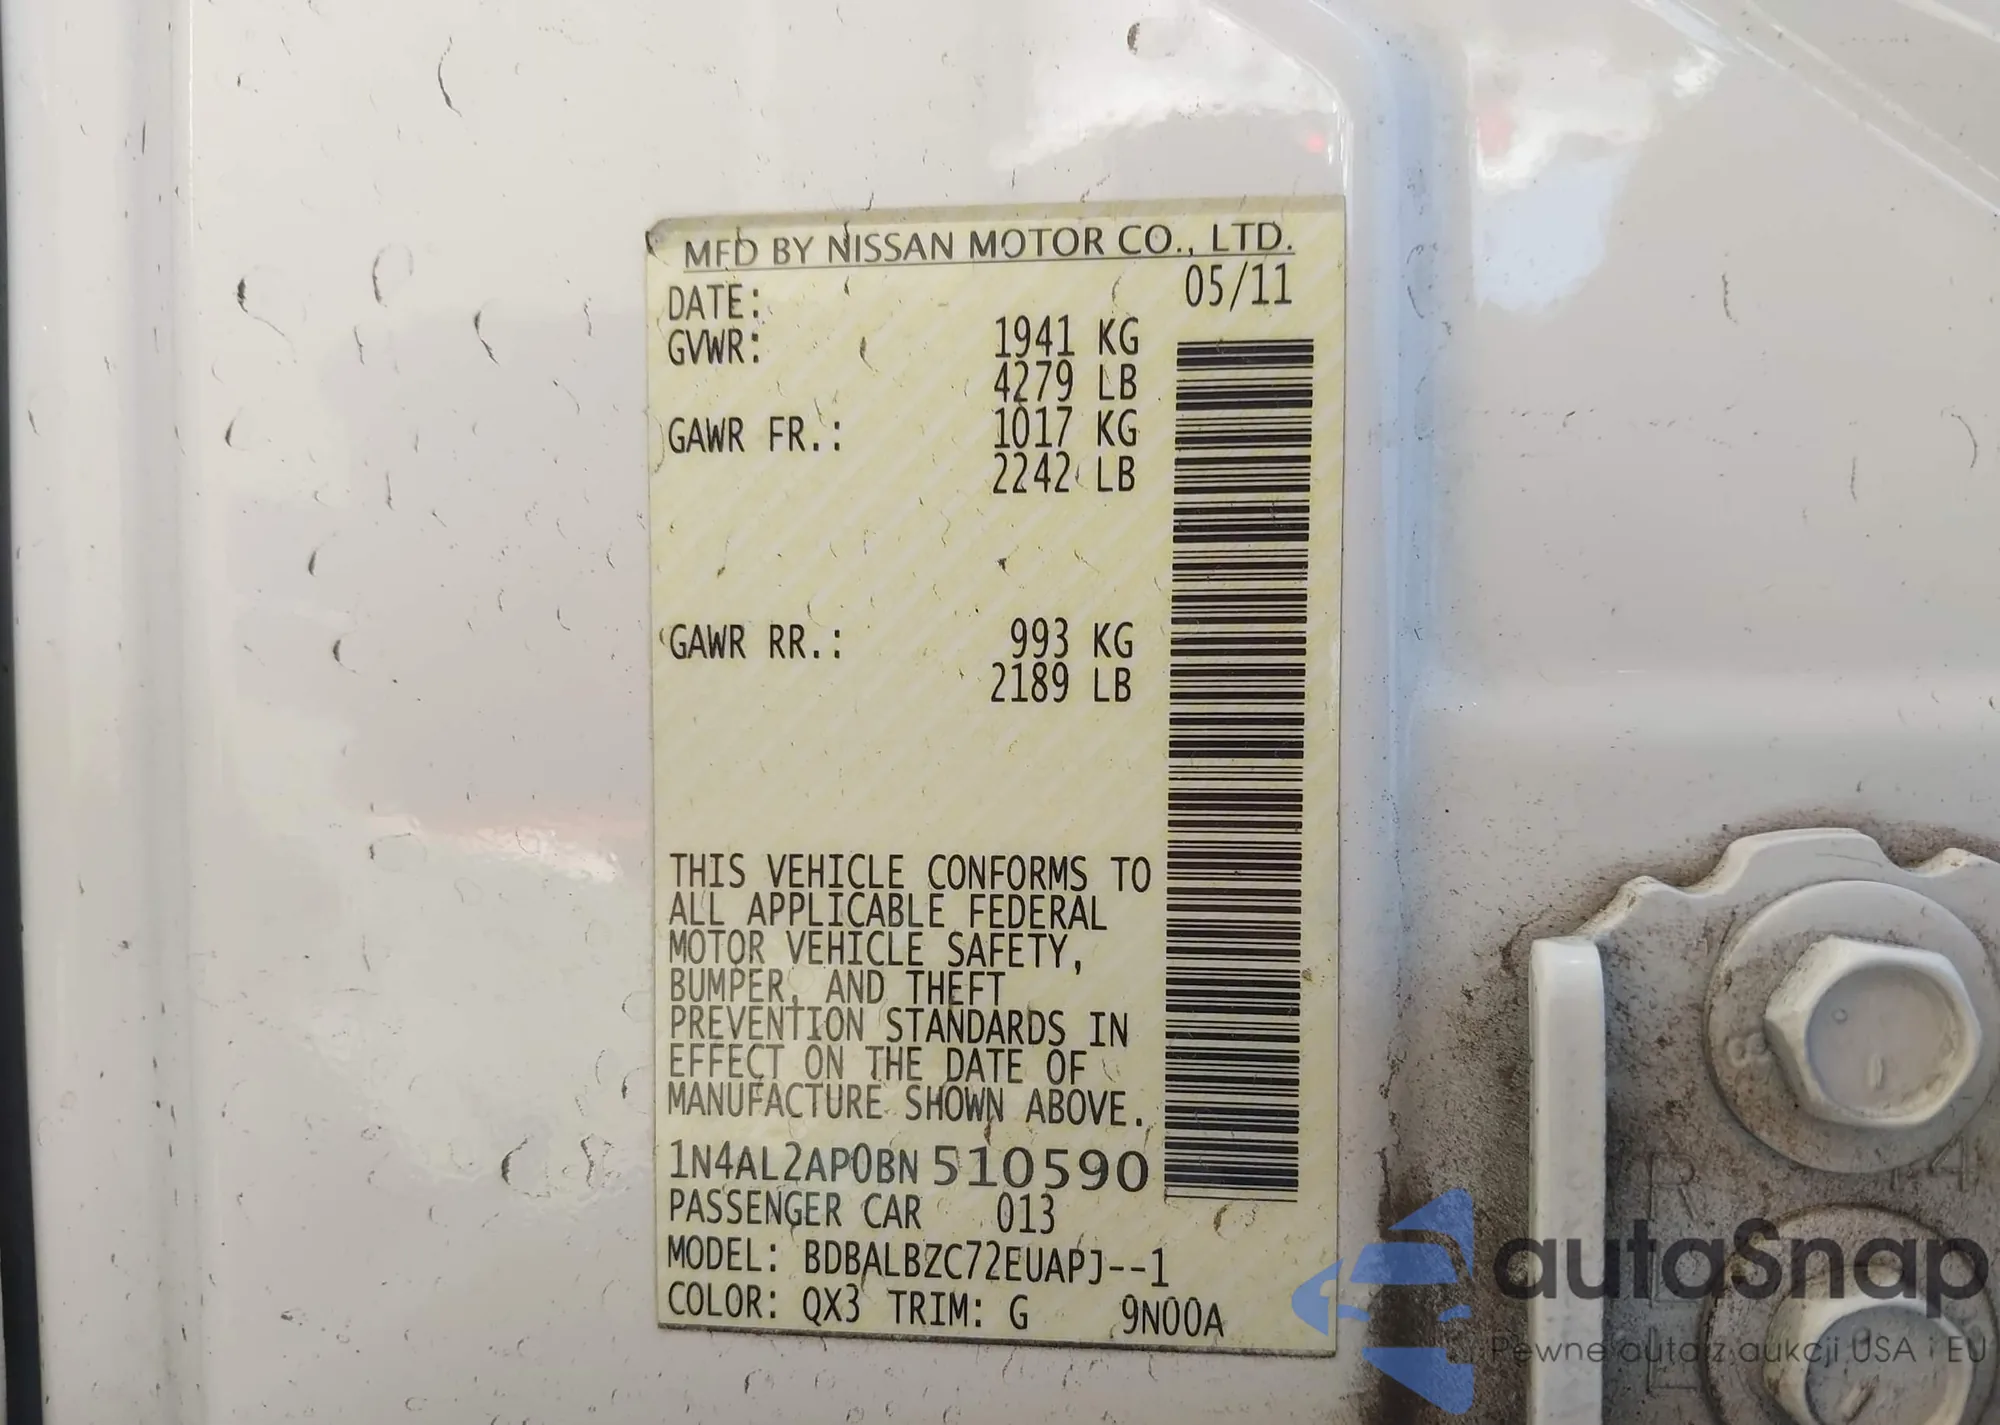 MFD BY NISSAN MOTOR CO., LTD.
DATE: 05/11
GVWR: 1941 KG
4279 LB
GAWR FR.: 1017 KG
2242 LB
GAWR RR.: 993 KG
2189 LB
THIS VEHICLE CONFORMS TO
ALL APPLICABLE FEDERAL
MOTOR VEHICLE SAFETY,
BUMPER, AND THEFT
PREVENTION STANDARDS IN
EFFECT ON THE DATE OF
MANUFACTURE SHOWN ABOVE.
1N4AL2AP0BN510590
PASSENGER CAR 013
MODEL: BDBALBZC72EUAPJ--1
COLOR: QX3 TRIM: G 9N00A
8
R
autoSnap
Pewne auto z aukcji USA i EU